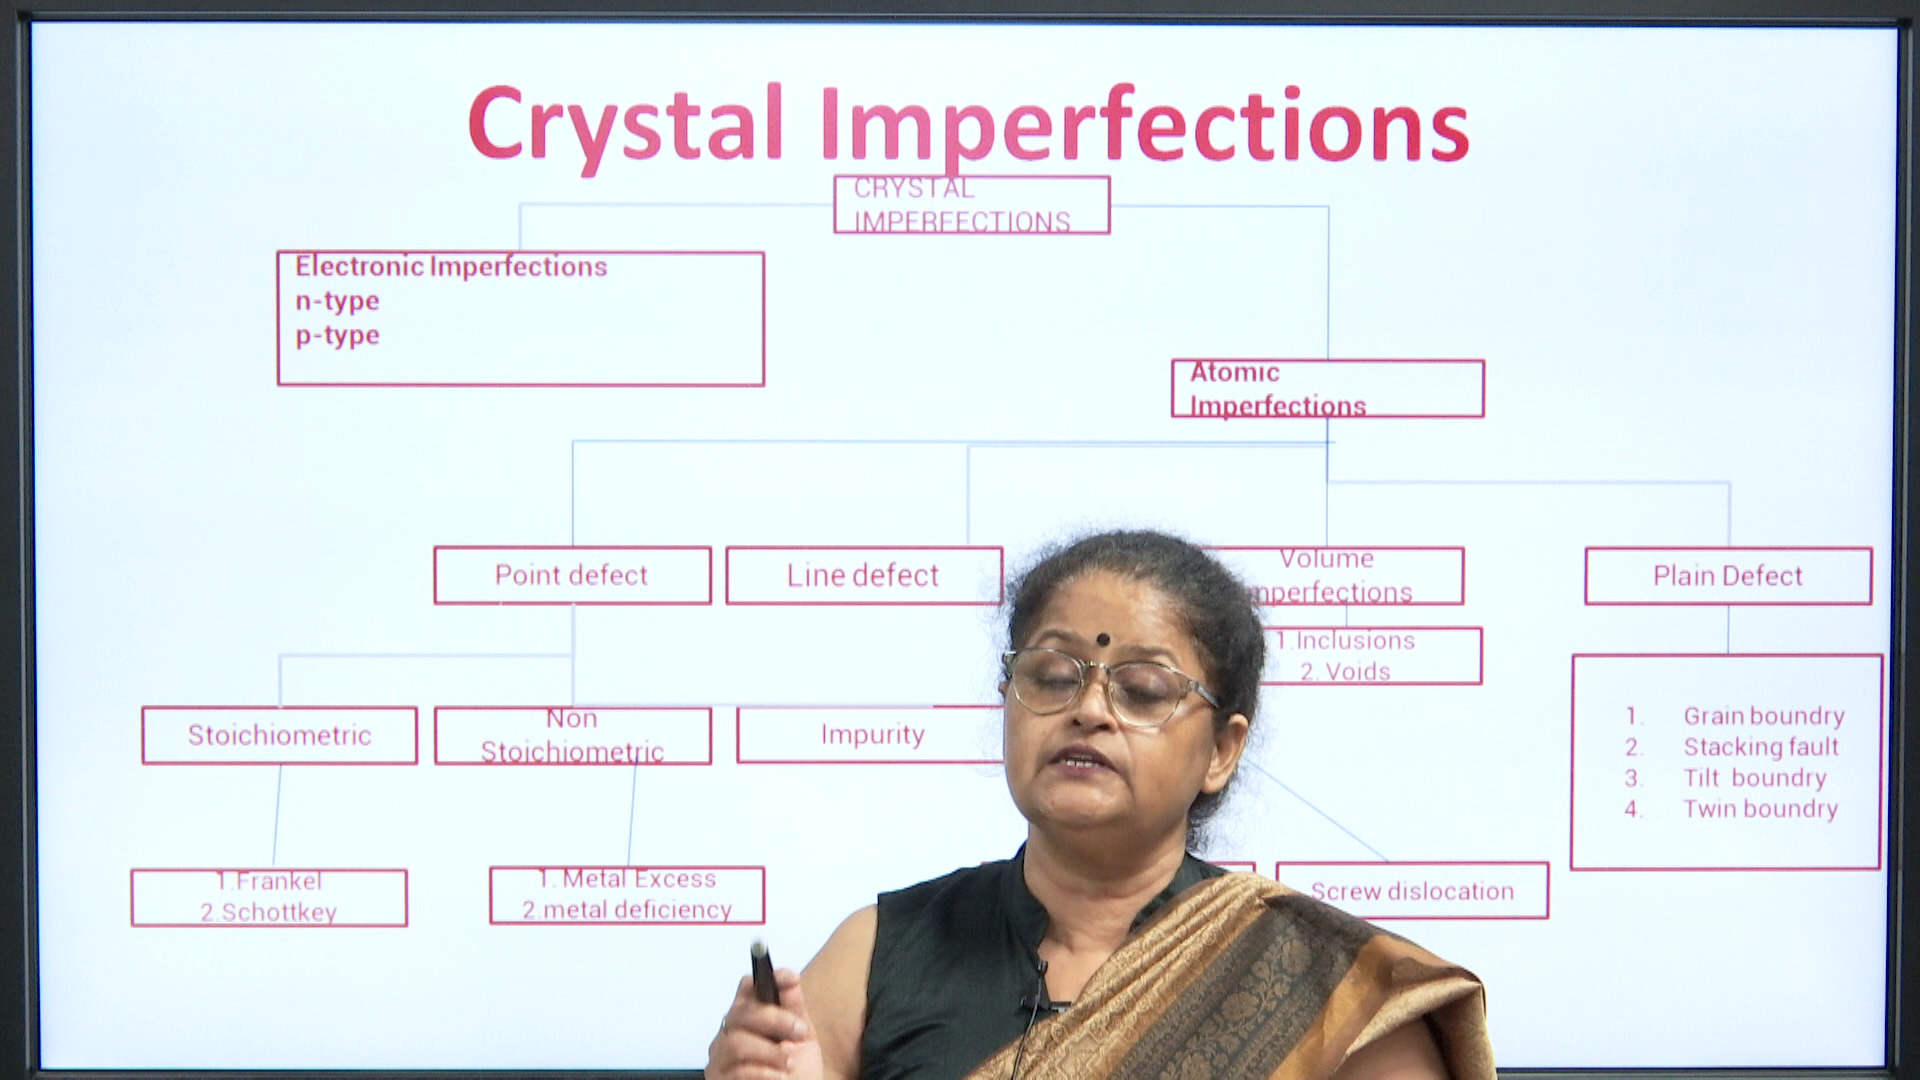 Crystal Imperfections
CRYSTAL
IMPERFECTIONS
Electronic Imperfections
n-type
p-type
Atomic
Imperfections
Point defect
Line defect
Volume
mperfections
Plain Defect
1.Inclusions
2. Voids
Stoichiometric
Non
Stoichiometric
Impurity
1. Grain boundry
2. Stacking fault
3. Tilt boundry
4. Twin boundry
1.Frankel
2.Schottkey
1. Metal Excess
2.metal deficiency
Screw dislocation